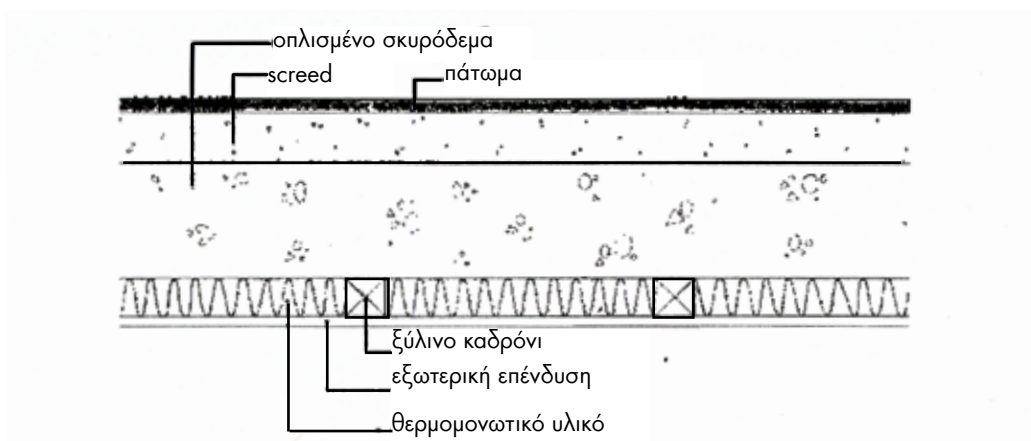 οπλισμένο σκυρόδεμα
screed
πάτωμα
ξύλινο καδρόνι
εξωτερική επένδυση
θερμομονωτικό υλικό